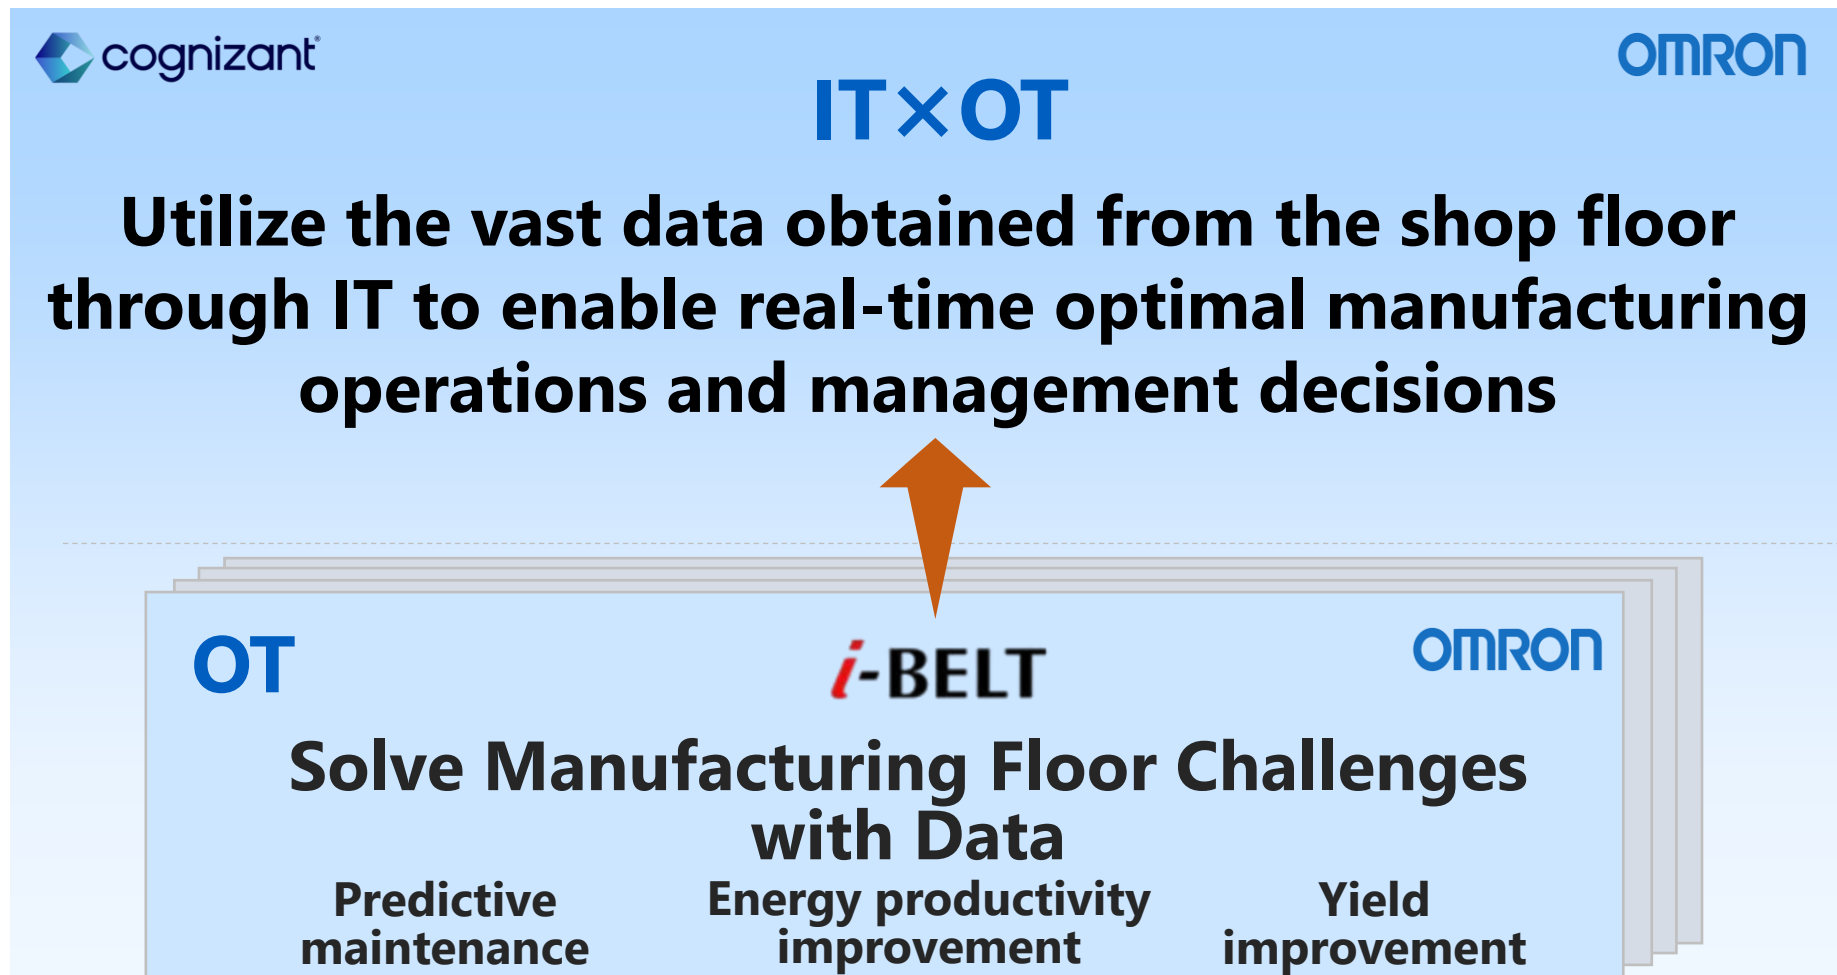 cognizant
OMRON
IT×OT
Utilize the vast data obtained from the shop floor
through IT to enable real-time optimal manufacturing
operations and management decisions
OT
i-BELT
OMRON
Solve Manufacturing Floor Challenges
with Data
Predictive
maintenance
Energy productivity
improvement
Yield
improvement